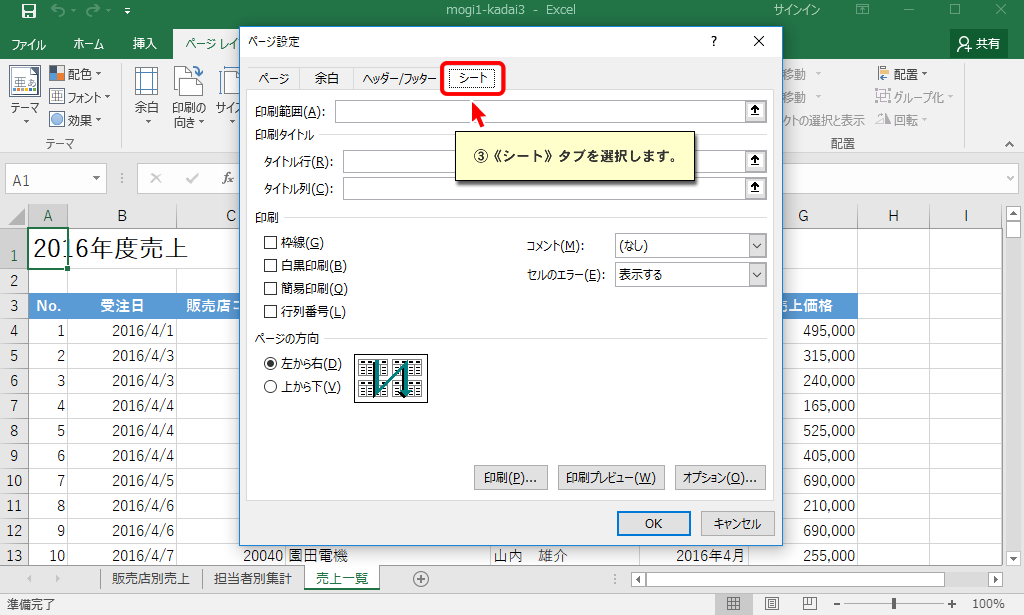 mogi1-kadai3 - Excel
サインイン
ファイル ホーム 挿入 ページ レイ
共有
テーマ
配色
フォント
効果
テーマ
余白
印刷の向き
サイズ
配置
グループ化
回転
クトの選択と表示
配置
A1
fx
ページ設定
?
ページ 余白 ヘッダー/フッター シート
印刷範囲(A):
印刷タイトル
③《シート》タブを選択します。
タイトル行(R):
タイトル列(C):
印刷
枠線(G)
白黒印刷(B)
簡易印刷(Q)
行列番号(L)
コメント(M): (なし)
セルのエラー(E): 表示する
ページの方向
左から右(D)
上から下(V)
印刷(P)... 印刷プレビュー(W) オプション(O)...
OK キャンセル
A B C G H I
1 2016年度売上
2
3 No. 受注日 販売店コ 売上価格
4 1 2016/4/1 495,000
5 2 2016/4/3 315,000
6 3 2016/4/3 240,000
7 4 2016/4/4 165,000
8 5 2016/4/4 525,000
9 6 2016/4/4 405,000
10 7 2016/4/5 690,000
11 8 2016/4/6 210,000
12 9 2016/4/6 690,000
13 10 2016/4/7 20040 園田電機 山内 雄介 2016年4月 255,000
販売店別売上 担当者別集計 売上一覧
準備完了
100%